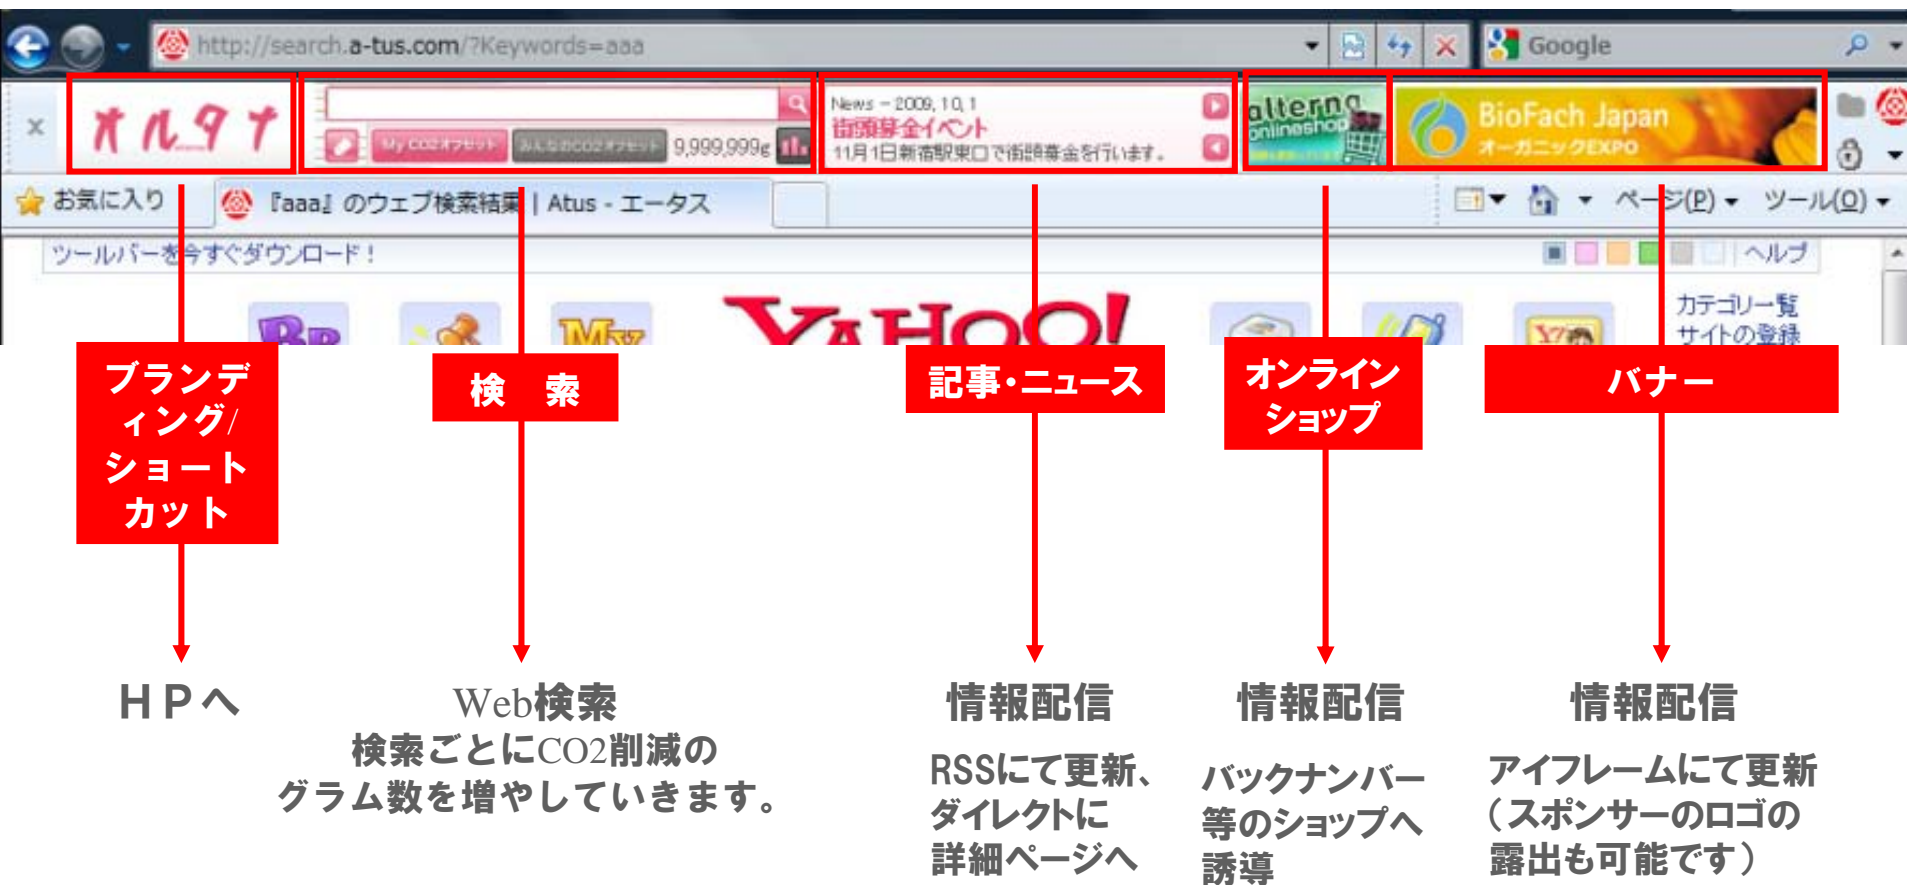 http://search.a-tus.com/?Keywords=aaa
Google
オルタナ
My CO2オフセット
みんなのCO2オフセット
9,999,999g
News - 2009, 10, 1
街頭募金イベント
11月1日新宿駅東口で街頭募金を行います。
alterna
onlineshop
BioFach Japan
オーガニックEXPO
お気に入り
『aaa』のウェブ検索結果 | Atus - エータス
ページ(P)
ツール(O)
ツールバーを今すぐダウンロード！
ヘルプ
YAHOO!
My
Y?
カテゴリー覧
サイトの登録
ブランデ
ィング/
ショート
カット
検 索
記事・ニュース
オンライン
ショップ
バナー
ＨＰへ
Web検索
検索ごとにCO2削減の
グラム数を増やしていきます。
情報配信
RSSにて更新、
ダイレクトに
詳細ページへ
情報配信
バックナンバー
等のショップへ
誘導
情報配信
アイフレームにて更新
（スポンサーのロゴの
露出も可能です）